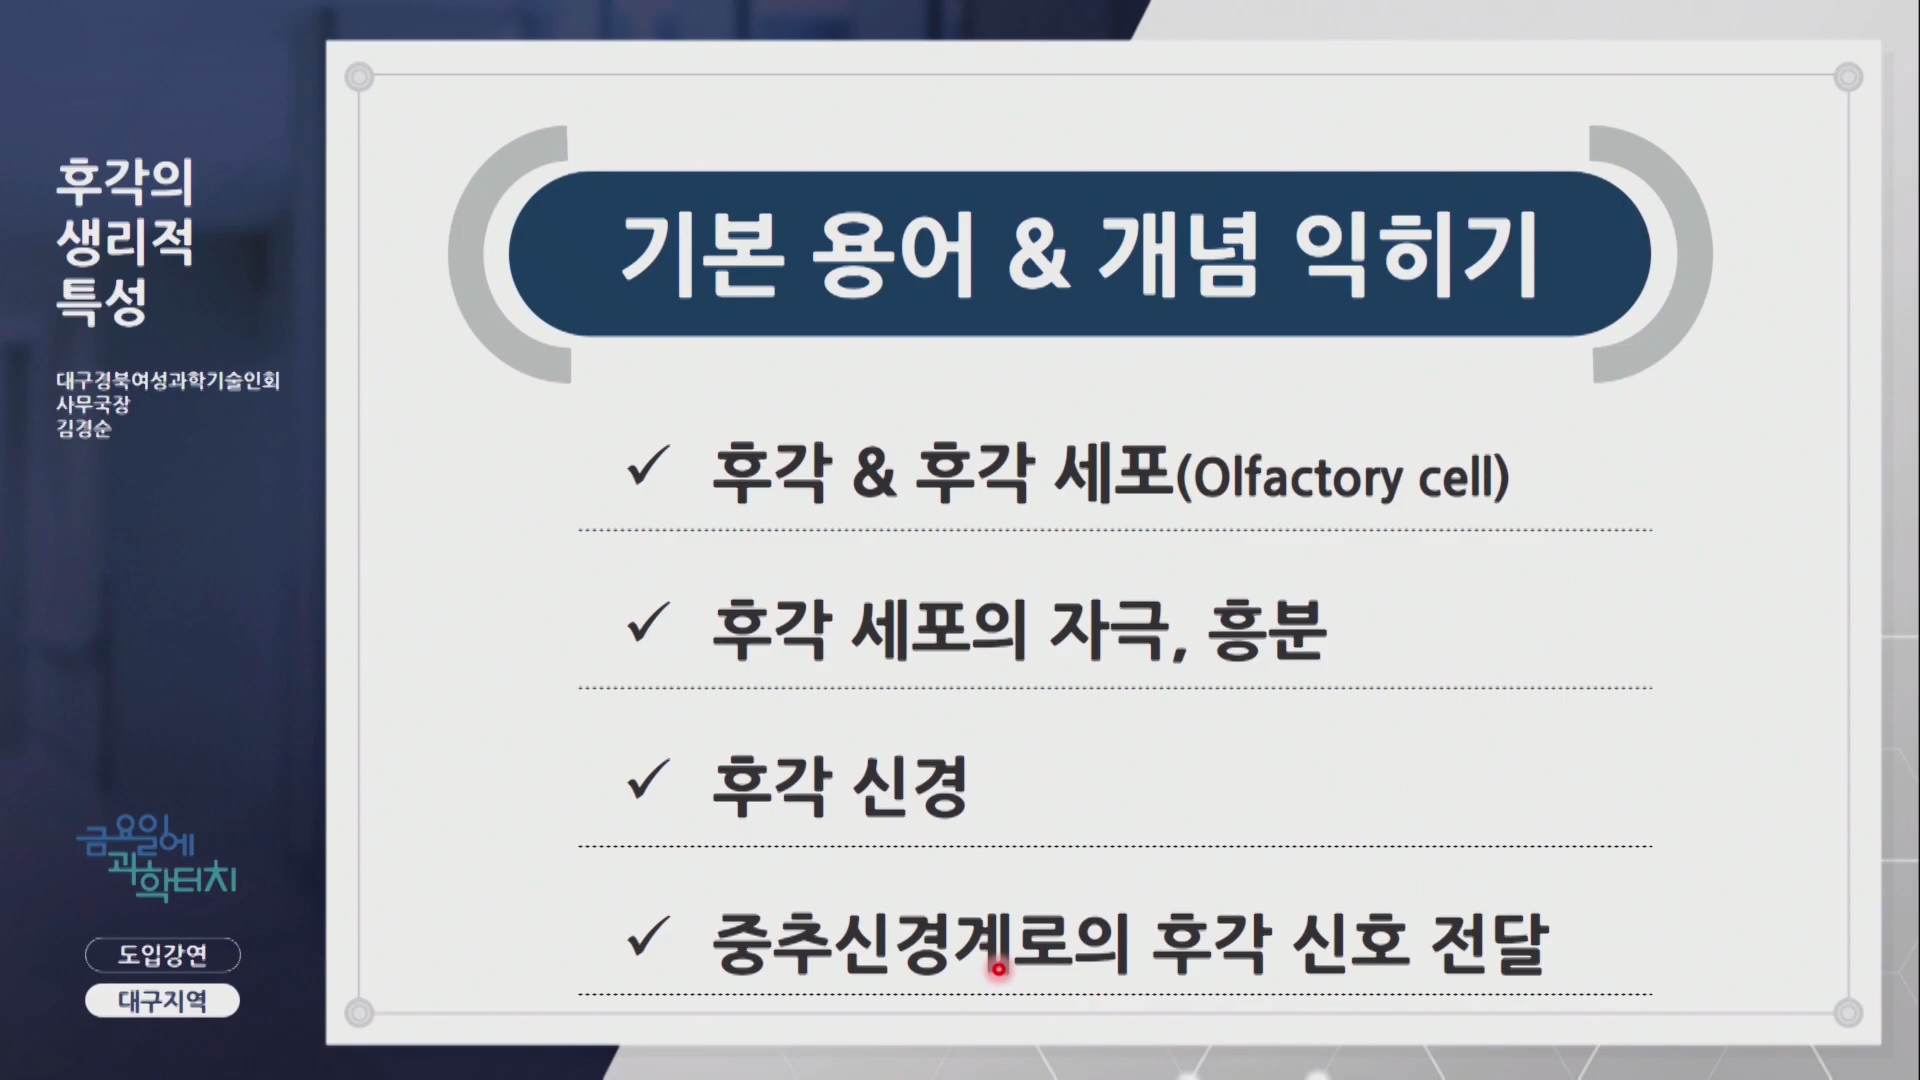 후각의
생리적
특성
대구경북여성과학기술인회
사무국장
김경순
금요일에
과학터치
도입강연
대구지역
기본 용어 & 개념 익히기
✓ 후각 & 후각 세포(Olfactory cell)
✓ 후각 세포의 자극, 흥분
✓ 후각 신경
✓ 중추신경계로의 후각 신호 전달